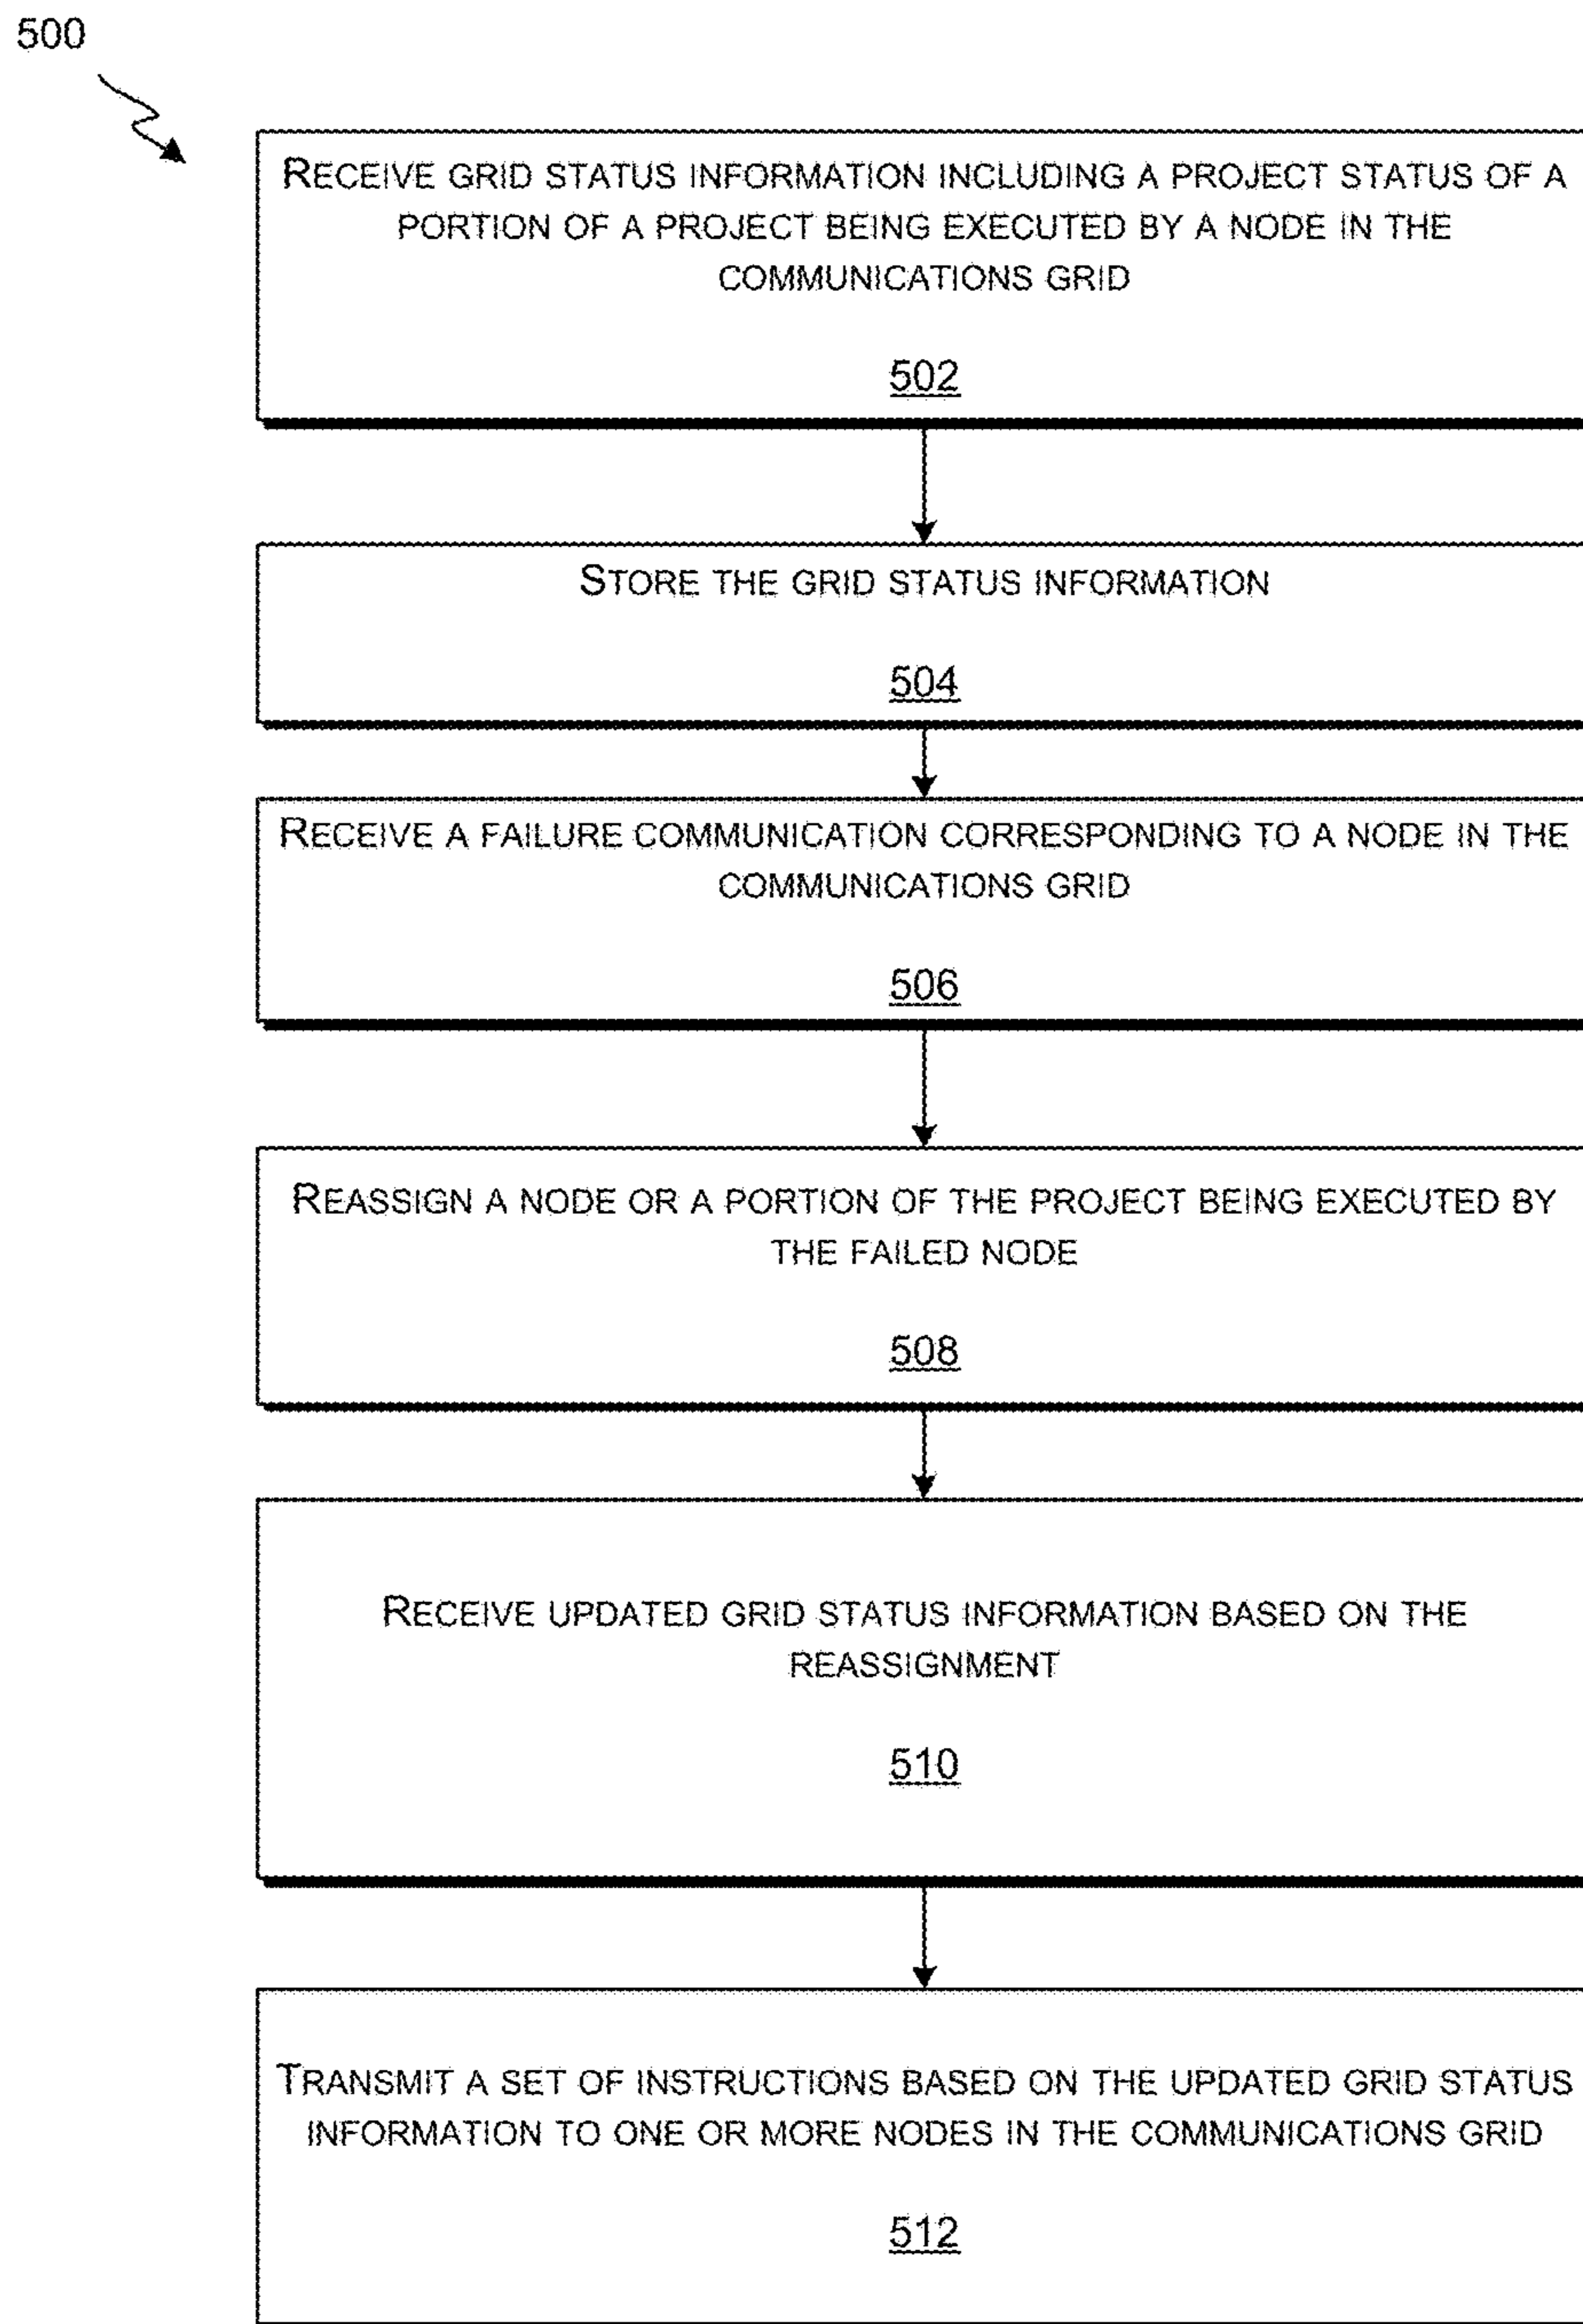 500
RECEIVE GRID STATUS INFORMATION INCLUDING A PROJECT STATUS OF A
PORTION OF A PROJECT BEING EXECUTED BY A NODE IN THE
COMMUNICATIONS GRID
502
STORE THE GRID STATUS INFORMATION
504
RECEIVE A FAILURE COMMUNICATION CORRESPONDING TO A NODE IN THE
COMMUNICATIONS GRID
506
REASSIGN A NODE OR A PORTION OF THE PROJECT BEING EXECUTED BY
THE FAILED NODE
508
RECEIVE UPDATED GRID STATUS INFORMATION BASED ON THE
REASSIGNMENT
510
TRANSMIT A SET OF INSTRUCTIONS BASED ON THE UPDATED GRID STATUS
INFORMATION TO ONE OR MORE NODES IN THE COMMUNICATIONS GRID
512